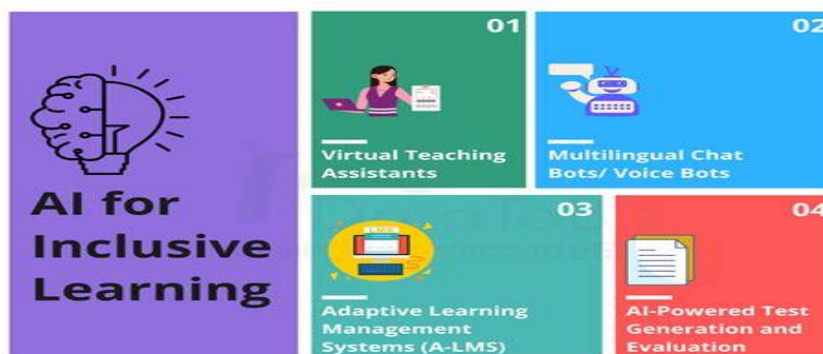 AI for
Inclusive
Learning
01
Virtual Teaching
Assistants
02
Multilingual Chat
Bots/ Voice Bots
03
LMS
Adaptive Learning
Management
Systems (A-LMS)
04
AI-Powered Test
Generation and
Evaluation